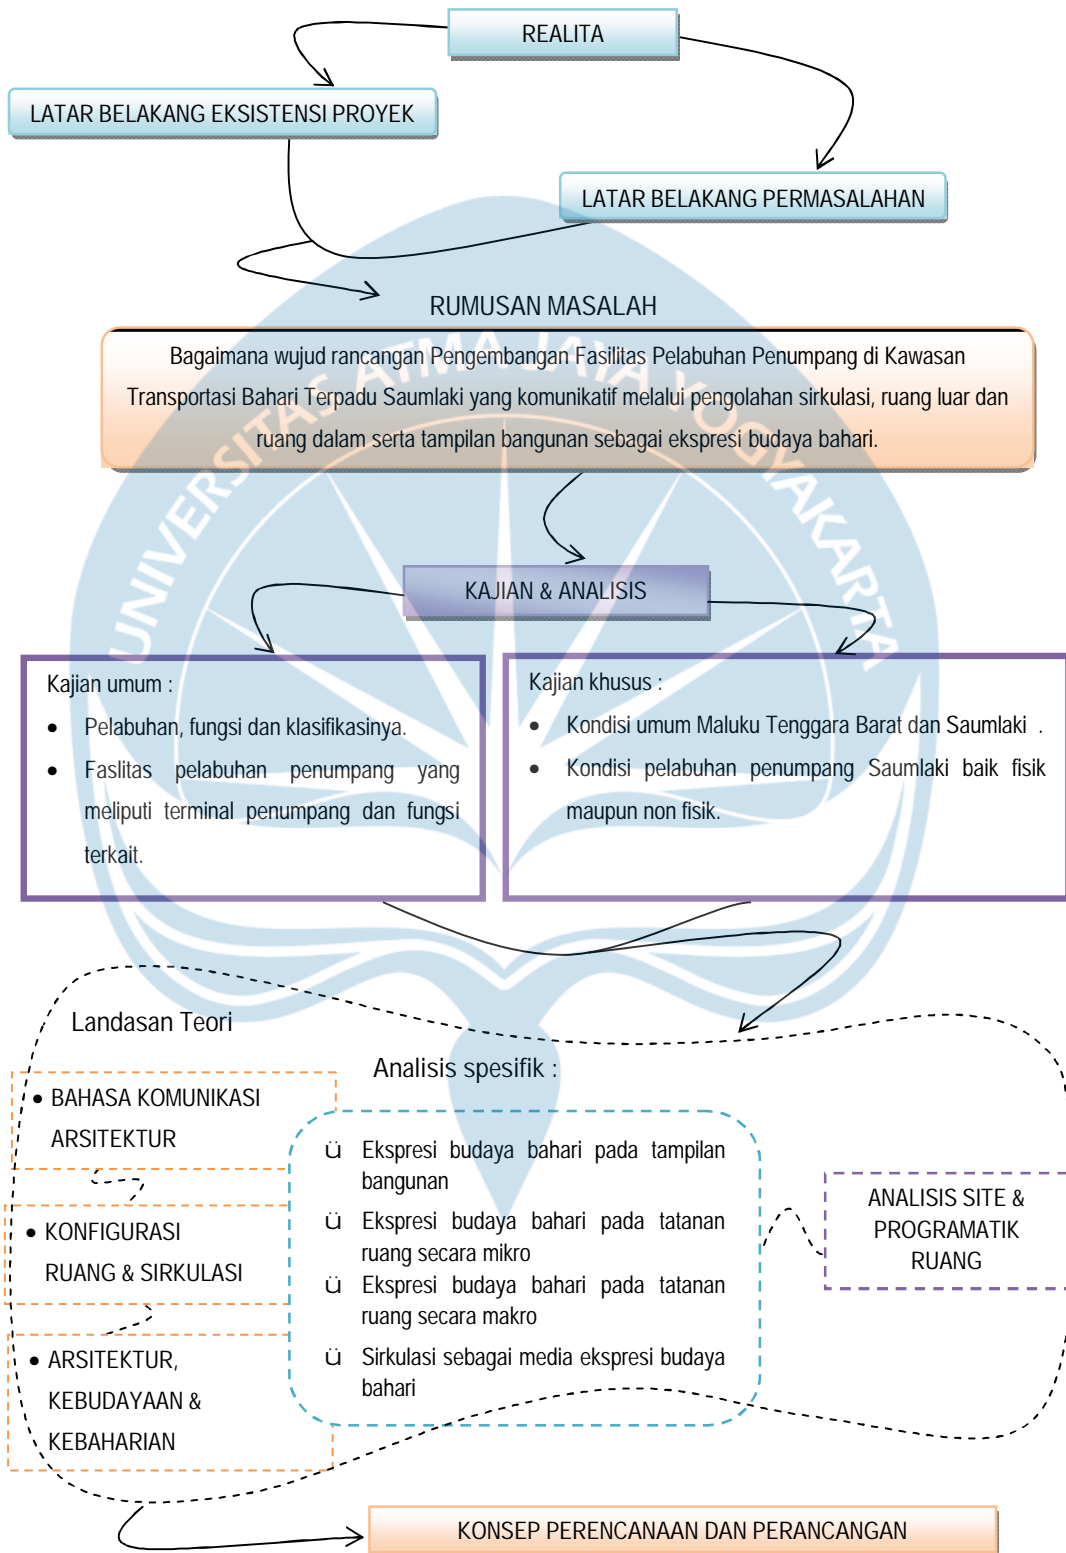 REALITA
LATAR BELAKANG EKSISTENSI PROYEK
LATAR BELAKANG PERMASALAHAN
RUMUSAN MASALAH
Bagaimana wujud rancangan Pengembangan Fasilitas Pelabuhan Penumpang di Kawasan
Transportasi Bahari Terpadu Saumlaki yang komunikatif melalui pengolahan sirkulasi, ruang luar dan
ruang dalam serta tampilan bangunan sebagai ekspresi budaya bahari.
UNIVERSITAS ATMA JAYA YOGYAKARTA
KAJIAN & ANALISIS
Kajian umum :
• Pelabuhan, fungsi dan klasifikasinya.
• Faslitas pelabuhan penumpang yang
meliputi terminal penumpang dan fungsi
terkait.
Kajian khusus :
• Kondisi umum Maluku Tenggara Barat dan Saumlaki .
• Kondisi pelabuhan penumpang Saumlaki baik fisik
maupun non fisik.
Landasan Teori
• BAHASA KOMUNIKASI
ARSITEKTUR
• KONFIGURASI
RUANG & SIRKULASI
• ARSITEKTUR,
KEBUDAYAAN &
KEBAHARIAN
Analisis spesifik :
ü Ekspresi budaya bahari pada tampilan
bangunan
ü Ekspresi budaya bahari pada tatanan
ruang secara mikro
ü Ekspresi budaya bahari pada tatanan
ruang secara makro
ü Sirkulasi sebagai media ekspresi budaya
bahari
ANALISIS SITE &
PROGRAMATIK
RUANG
KONSEP PERENCANAAN DAN PERANCANGAN